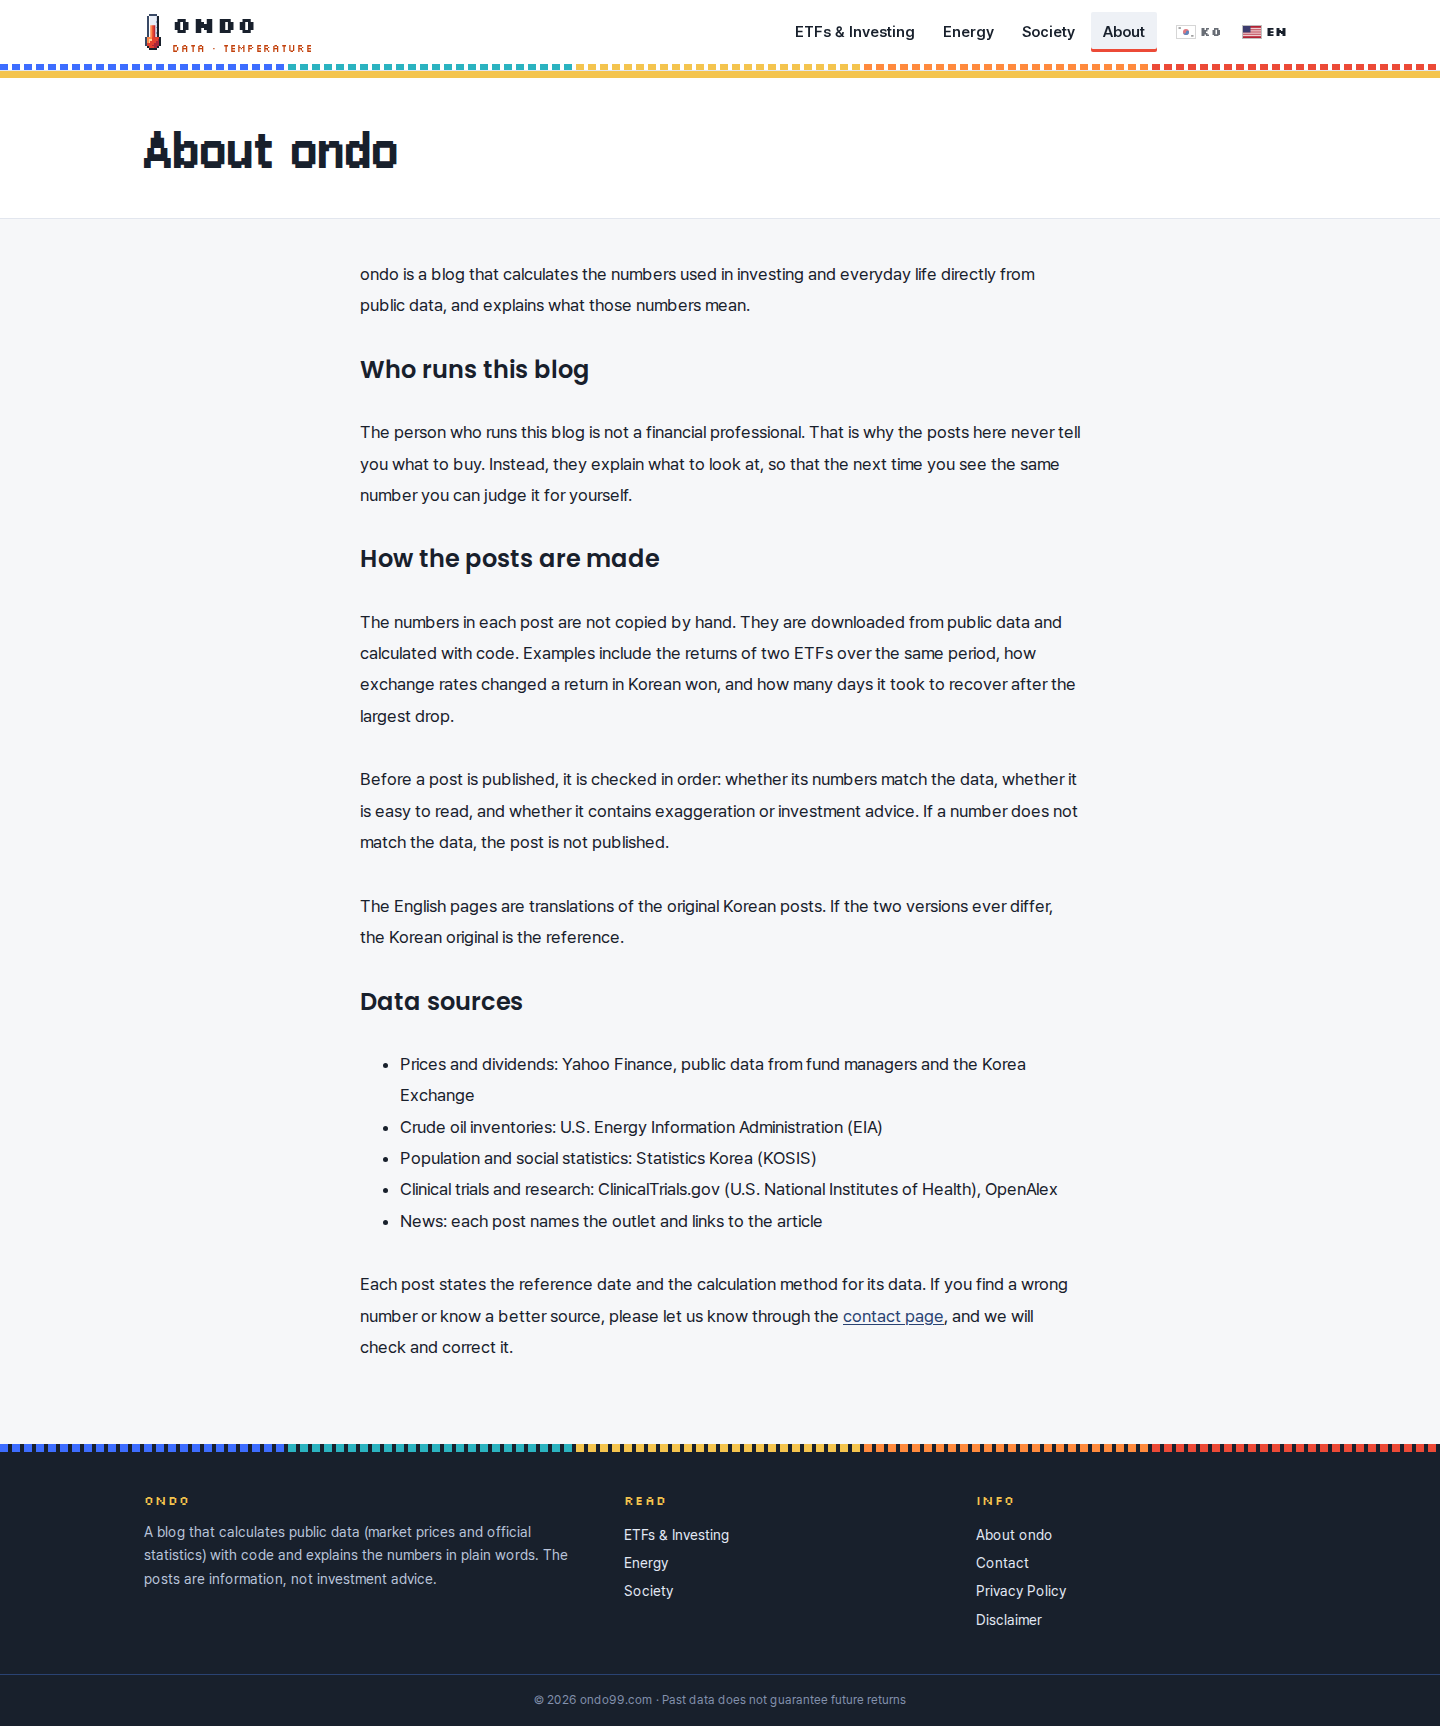 ONDO
DATA · TEMPERATURE
ETFs & Investing
Energy
Society
About
KO
EN
About ondo
ondo is a blog that calculates the numbers used in investing and everyday life directly from
public data, and explains what those numbers mean.
Who runs this blog
The person who runs this blog is not a financial professional. That is why the posts here never tell
you what to buy. Instead, they explain what to look at, so that the next time you see the same
number you can judge it for yourself.
How the posts are made
The numbers in each post are not copied by hand. They are downloaded from public data and
calculated with code. Examples include the returns of two ETFs over the same period, how
exchange rates changed a return in Korean won, and how many days it took to recover after the
largest drop.
Before a post is published, it is checked in order: whether its numbers match the data, whether it
is easy to read, and whether it contains exaggeration or investment advice. If a number does not
match the data, the post is not published.
The English pages are translations of the original Korean posts. If the two versions ever differ,
the Korean original is the reference.
Data sources
• Prices and dividends: Yahoo Finance, public data from fund managers and the Korea
Exchange
• Crude oil inventories: U.S. Energy Information Administration (EIA)
• Population and social statistics: Statistics Korea (KOSIS)
• Clinical trials and research: ClinicalTrials.gov (U.S. National Institutes of Health), OpenAlex
• News: each post names the outlet and links to the article
Each post states the reference date and the calculation method for its data. If you find a wrong
number or know a better source, please let us know through the contact page, and we will
check and correct it.
ONDO
A blog that calculates public data (market prices and official
statistics) with code and explains the numbers in plain words. The
posts are information, not investment advice.
READ
ETFs & Investing
Energy
Society
INFO
About ondo
Contact
Privacy Policy
Disclaimer
© 2026 ondo99.com · Past data does not guarantee future returns